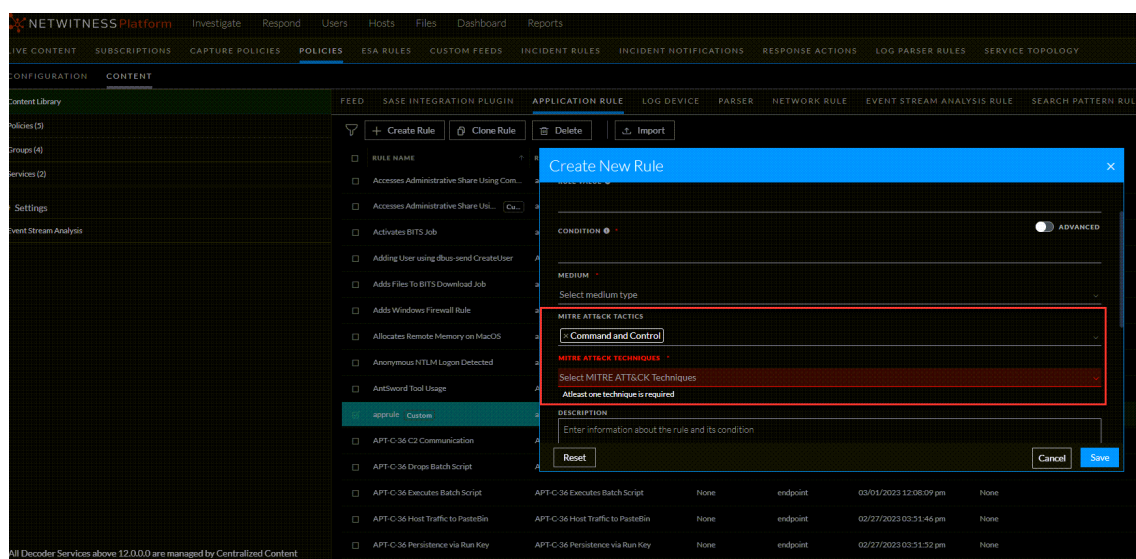 NETWITNESS Platform Investigate Respond Users Hosts Files Dashboard Reports
LIVE CONTENT SUBSCRIPTIONS CAPTURE POLICIES POLICIES ESA RULES CUSTOM FEEDS INCIDENT RULES INCIDENT NOTIFICATIONS RESPONSE ACTIONS LOG PARSER RULES SERVICE TOPOLOGY
CONFIGURATION CONTENT
Content Library
Policies (5)
Groups (4)
Services (2)
Settings
Event Stream Analysis
All Decoder Services above 12.0.0.0 are managed by Centralized Content
FEED SASE INTEGRATION PLUGIN APPLICATION RULE LOG DEVICE PARSER NETWORK RULE EVENT STREAM ANALYSIS RULE SEARCH PATTERN RUL
+ Create Rule Clone Rule Delete Import
RULE NAME
Accesses Administrative Share Using Com...
Accesses Administrative Share Usi... Cu...
Activates BITS Job
Adding User using dbus-send CreateUser
Adds Files To BITS Download Job
Adds Windows Firewall Rule
Allocates Remote Memory on MacOS
Anonymous NTLM Logon Detected
AntSword Tool Usage
apprule Custom
APT-C-36 C2 Communication
APT-C-36 Drops Batch Script
APT-C-36 Executes Batch Script APT-C-36 Executes Batch Script None endpoint 03/01/2023 12:08:09 pm None
APT-C-36 Host Traffic to PasteBin APT-C-36 Host Traffic to PasteBin None endpoint 02/27/2023 03:51:46 pm None
APT-C-36 Persistence via Run Key APT-C-36 Persistence via Run Key None endpoint 02/27/2023 03:51:52 pm None
Create New Rule ×
CONDITION * ADVANCED
MEDIUM *
Select medium type
MITRE ATT&CK TACTICS
× Command and Control
MITRE ATT&CK TECHNIQUES *
Select MITRE ATT&CK Techniques
Atleast one technique is required
DESCRIPTION
Enter information about the rule and its condition
Reset Cancel Save